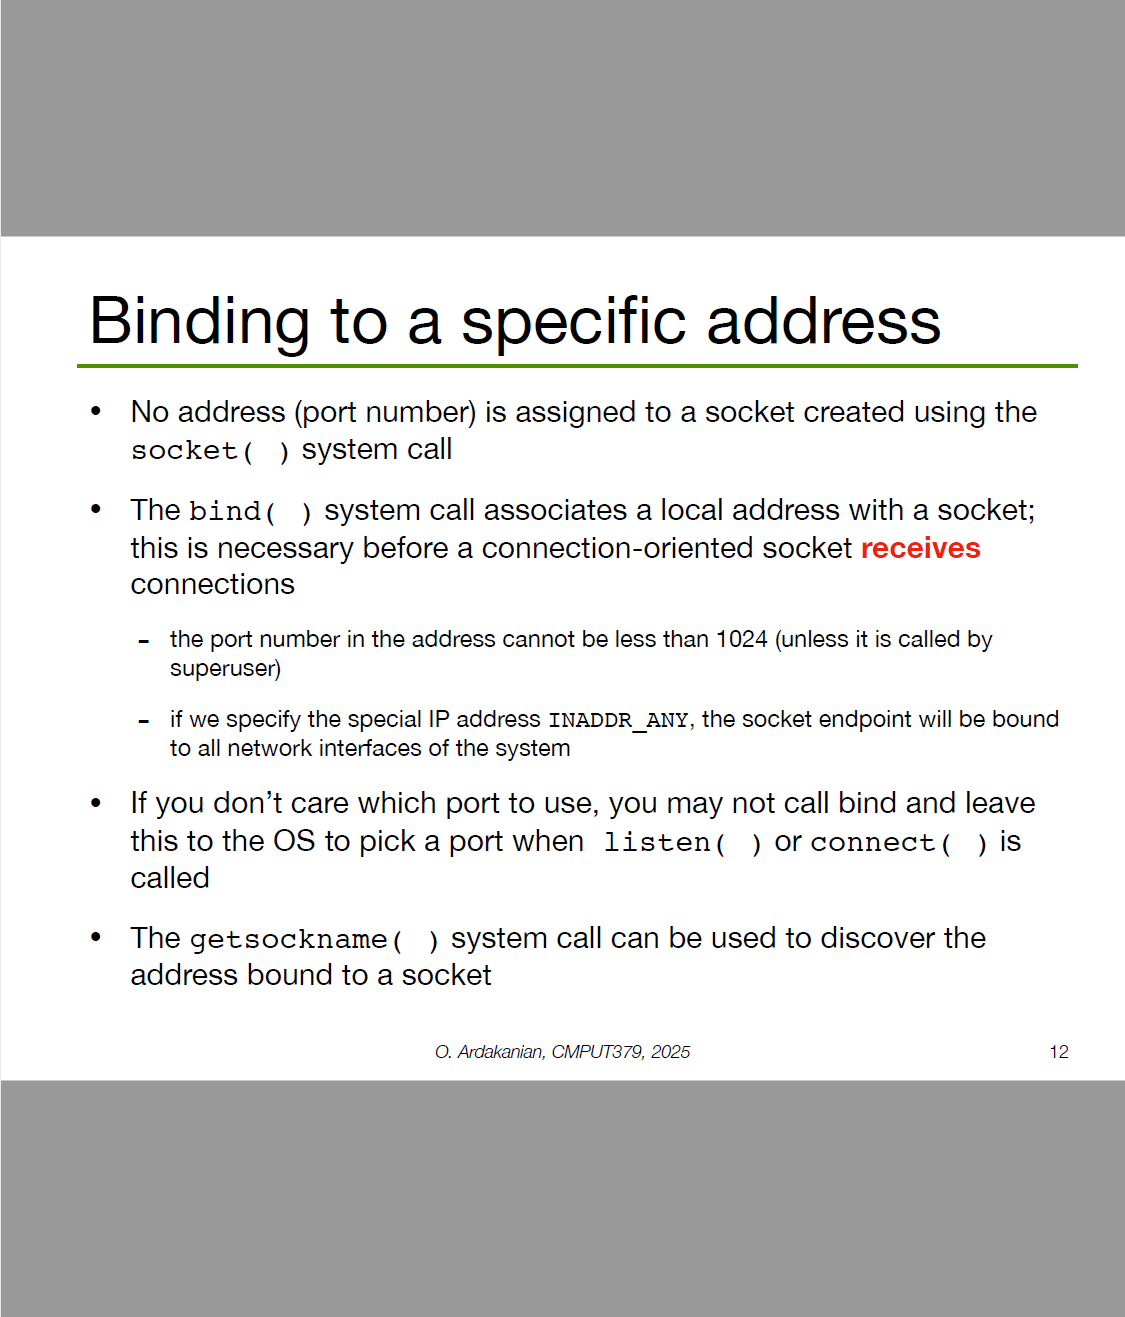 Binding to a specific address
• No address (port number) is assigned to a socket created using the
socket( ) system call
• The bind( ) system call associates a local address with a socket;
this is necessary before a connection-oriented socket receives
connections
- the port number in the address cannot be less than 1024 (unless it is called by
superuser)
- if we specify the special IP address INADDR_ANY, the socket endpoint will be bound
to all network interfaces of the system
• If you don’t care which port to use, you may not call bind and leave
this to the OS to pick a port when listen( ) or connect( ) is
called
• The getsockname( ) system call can be used to discover the
address bound to a socket
O. Ardakanian, CMPUT379, 2025
12